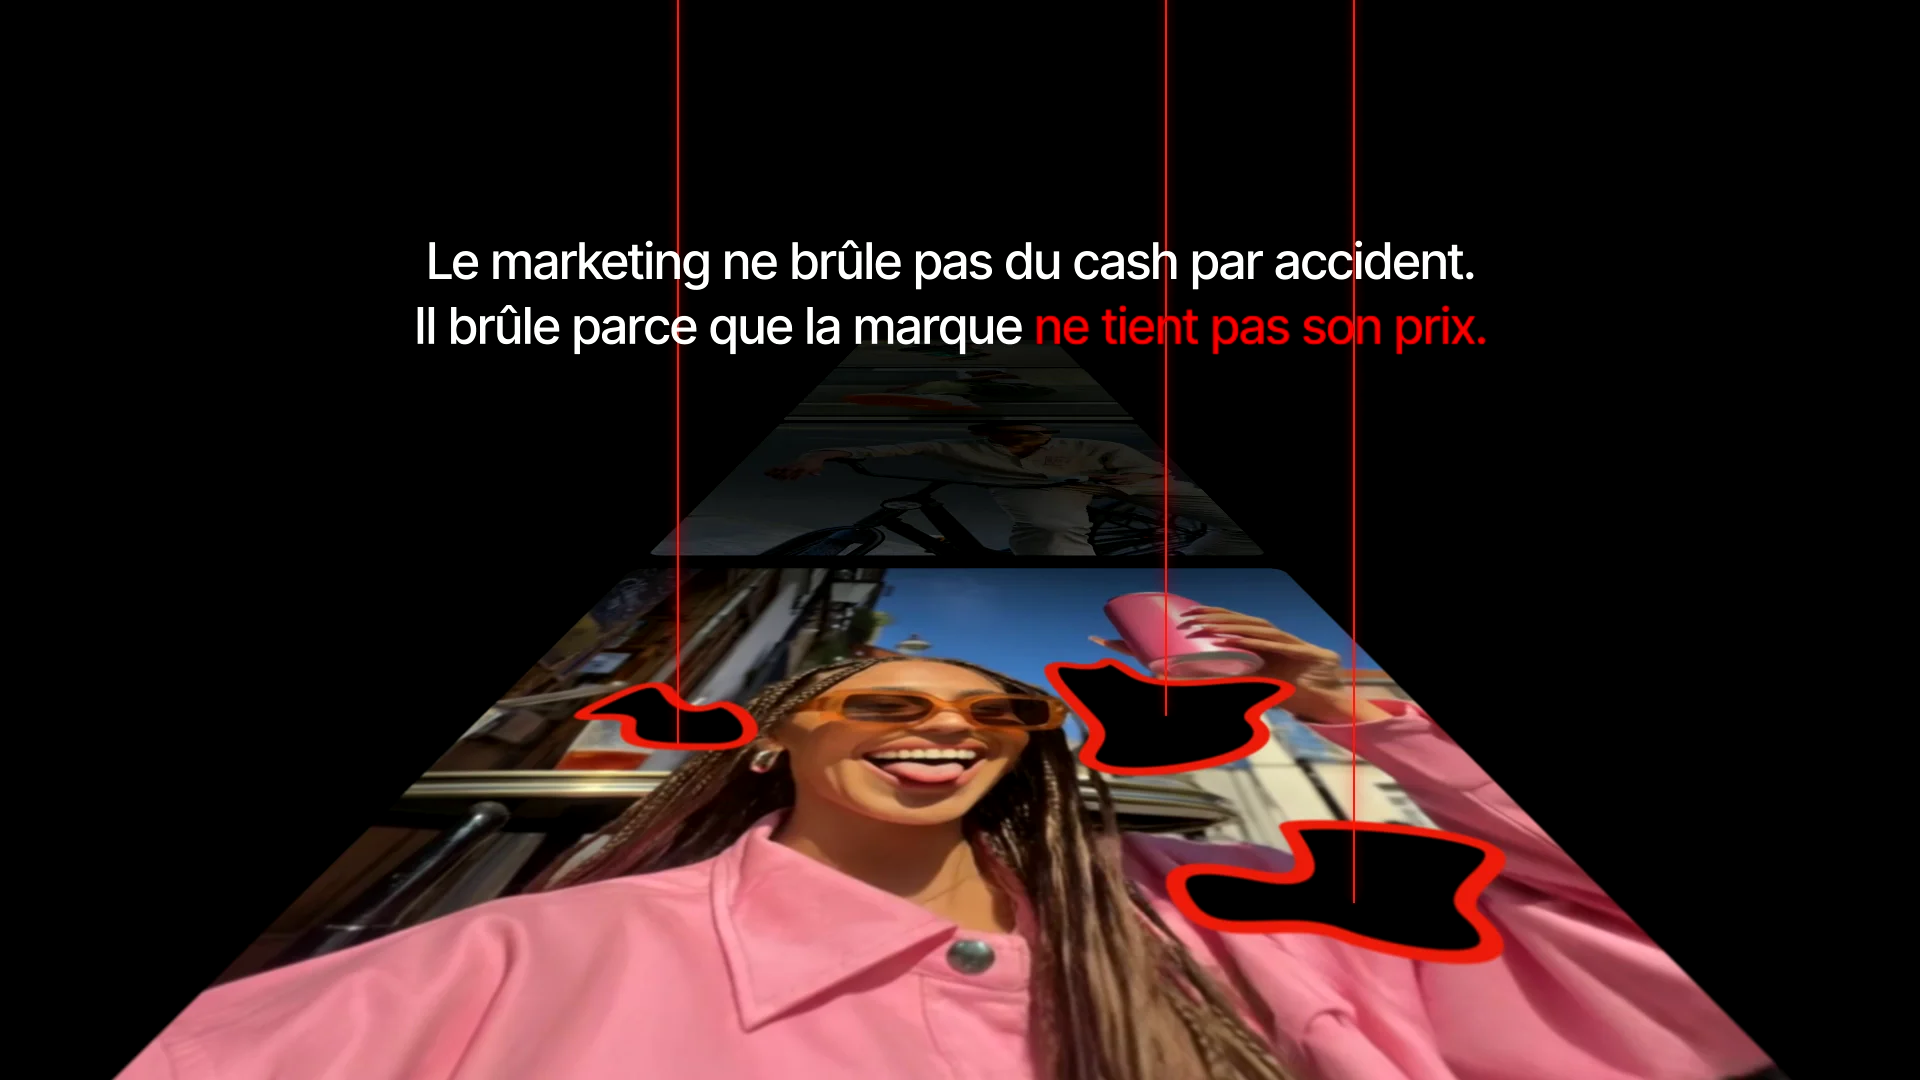 Le marketing ne brûle pas du cash par accident.
Il brûle parce que la marque ne tient pas son prix.